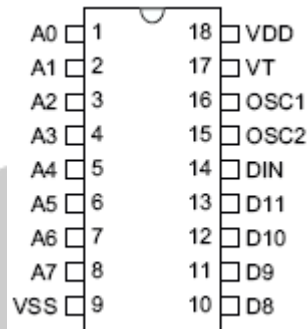 A0 1 18 VDD
A1 2 17 VT
A2 3 16 OSC1
A3 4 15 OSC2
A4 5 14 DIN
A5 6 13 D11
A6 7 12 D10
A7 8 11 D9
VSS 9 10 D8